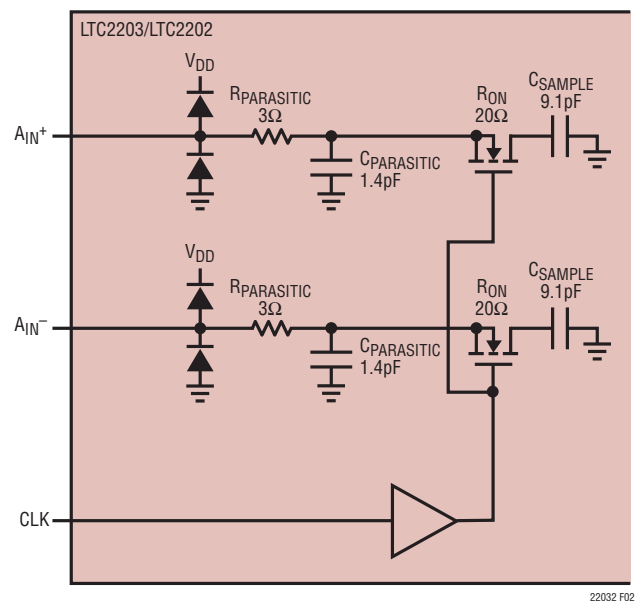 LTC2203/LTC2202
VDD
RPARASITIC
3Ω
CPARASITIC
1.4pF
RON
20Ω
CSAMPLE
9.1pF
AIN+
VDD
RPARASITIC
3Ω
CPARASITIC
1.4pF
RON
20Ω
CSAMPLE
9.1pF
AIN–
CLK
22032 F02